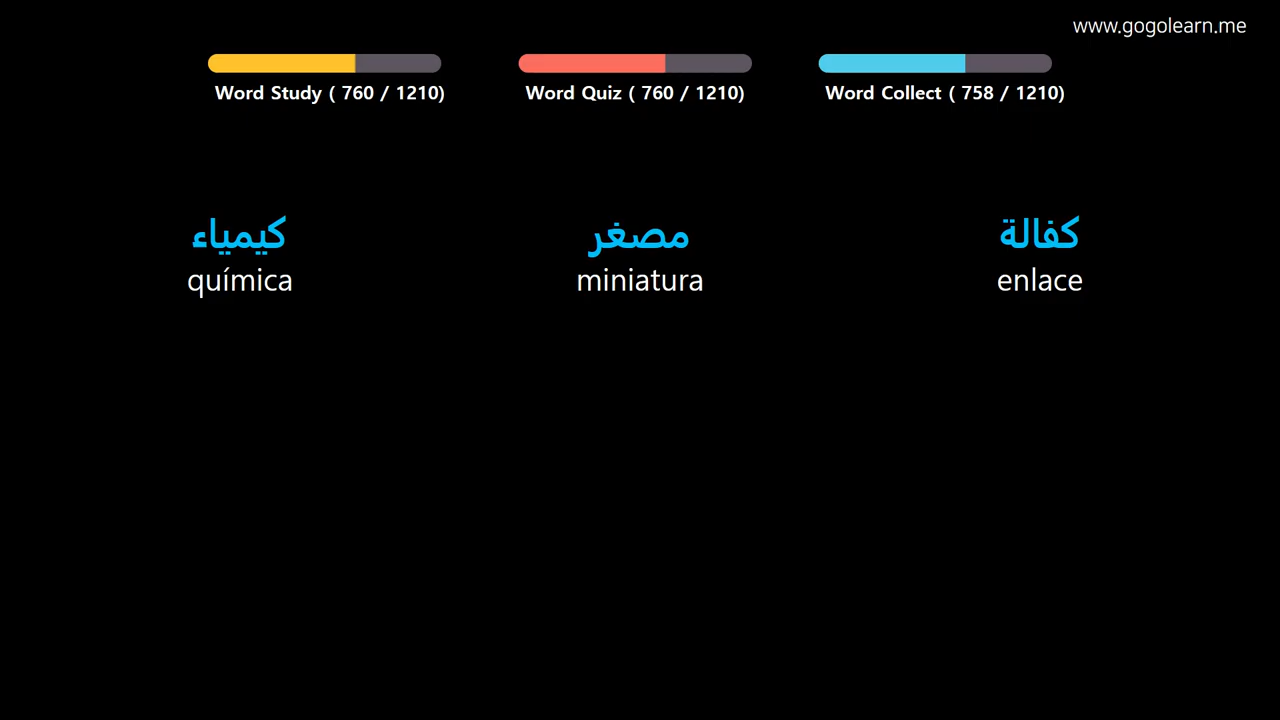 www.gogolearn.me
Word Study ( 760 / 1210)
Word Quiz ( 760 / 1210)
Word Collect ( 758 / 1210)
كيمياء
química
مصغر
miniatura
كفالة
enlace